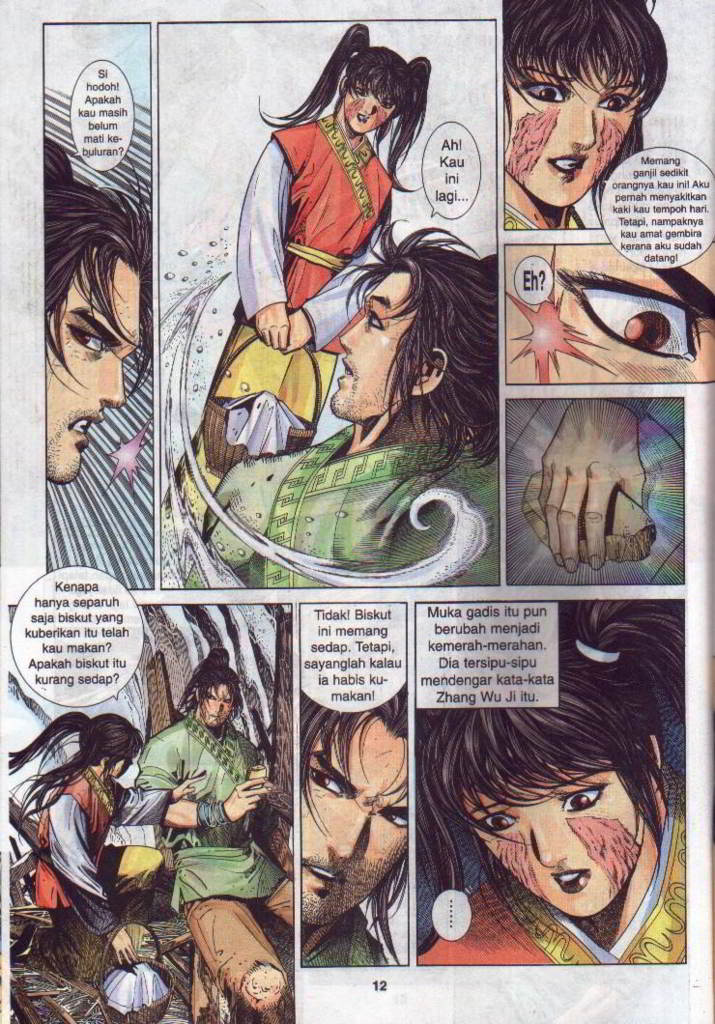 Si
hodoh!
Apakah
kau masih
belum
mati ke-
buluran?
Ah!
Kau
ini
lagi...
Memang
ganjil sedikit
orangnya kau ini! Aku
pernah menyakitkan
kaki kau tempoh hari.
Tetapi, nampaknya
kau amat gembira
kerana aku sudah
datang!
Eh?
Kenapa
hanya separuh
saja biskut yang
kuberikan itu telah
kau makan?
Apakah biskut itu
kurang sedap?
Tidak! Biskut
ini memang
sedap. Tetapi,
sayanglah kalau
ia habis ku-
makan!
Muka gadis itu pun
berubah menjadi
kemerah-merahan.
Dia tersipu-sipu
mendengar kata-kata
Zhang Wu Ji itu.
......
12